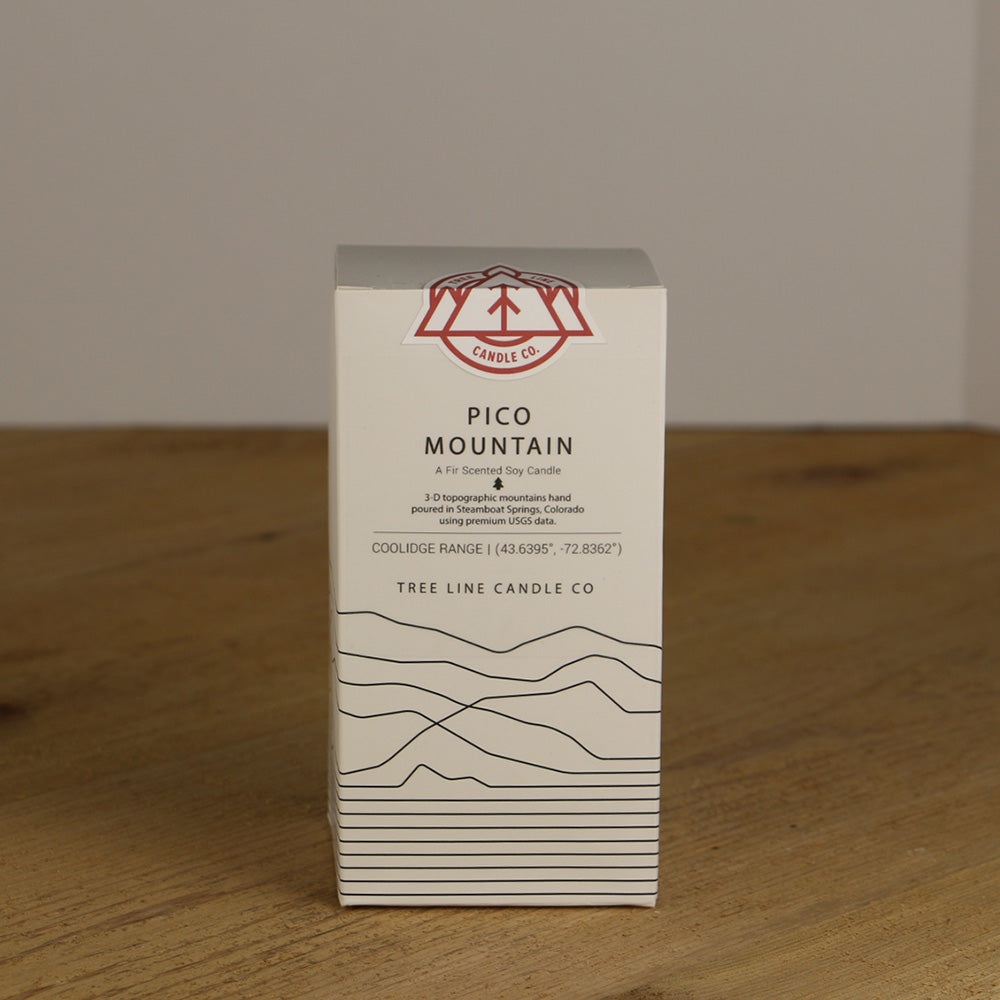 TREE LINE
CANDLE CO.
PICO
MOUNTAIN
A Fir Scented Soy Candle
3-D topographic mountains hand
poured in Steamboat Springs, Colorado
using premium USGS data.
COOLIDGE RANGE | (43.6395°, -72.8362°)
TREE LINE CANDLE CO